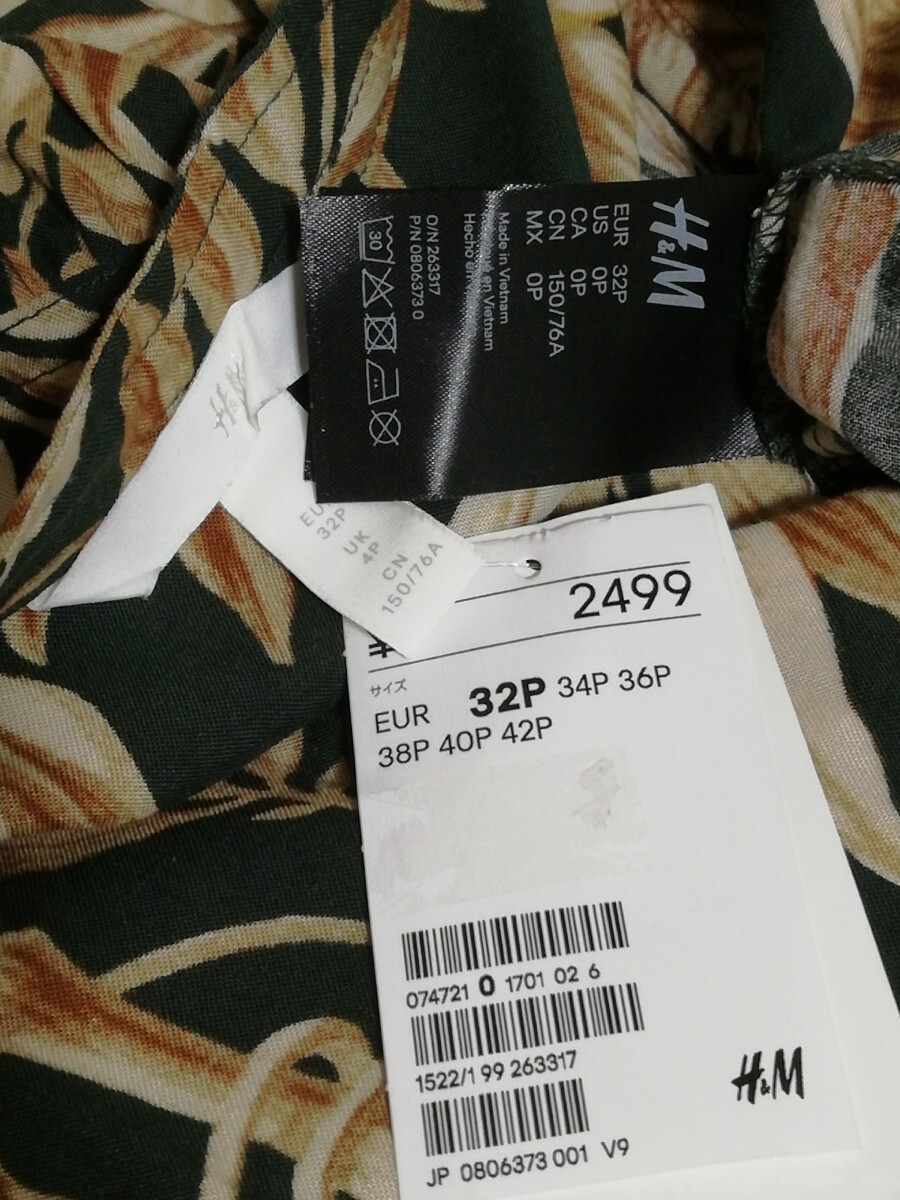 H&M
EUR 32P
US 0P
CA 0P
CN 150/76A
MX 0P
Made in Vietnam
en Vietnam
Hecho en
O/N 263317
P/N 0806373 0
30
H&M
EUR
32P
UK
4P
CN
150/76A
2499
サイズ
EUR 32P 34P 36P
38P 40P 42P
074721 0 1701 02 6
1522/1 99 263317
JP 0806373 001 V9
H&M